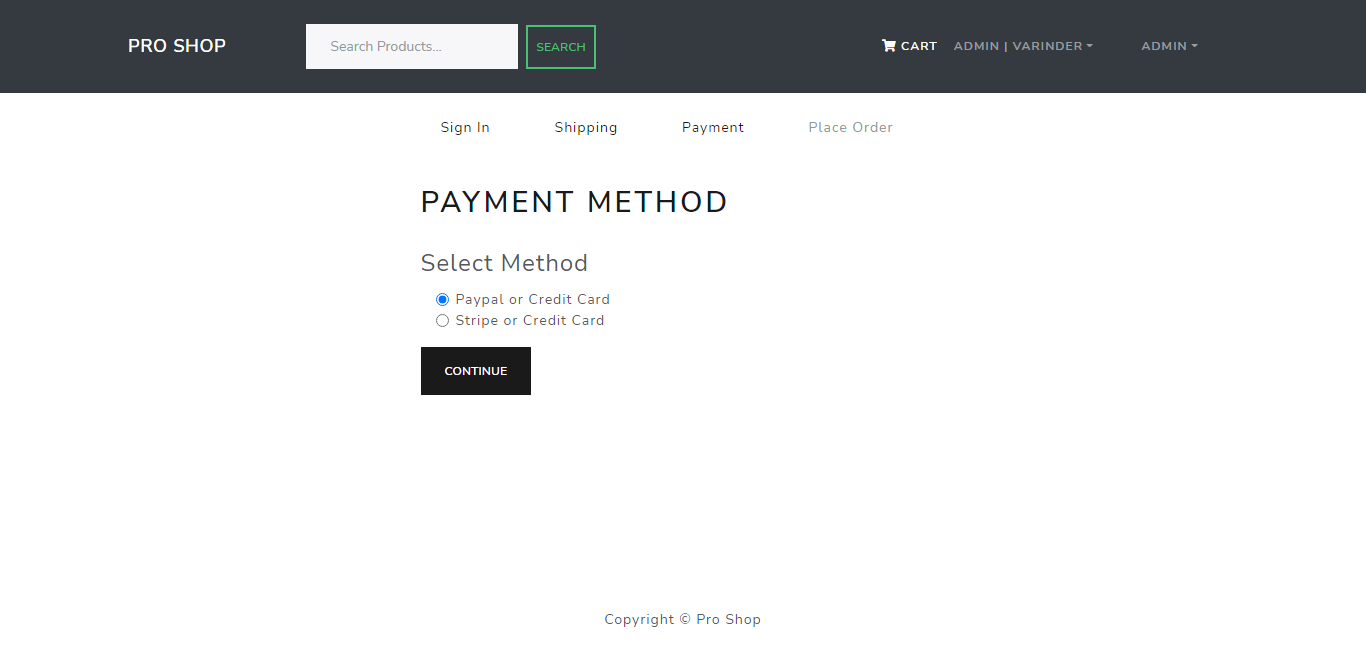 PRO SHOP Search Products... SEARCH CART ADMIN | VARINDER ADMIN
Sign In Shipping Payment Place Order
PAYMENT METHOD
Select Method
Paypal or Credit Card
Stripe or Credit Card
CONTINUE
Copyright © Pro Shop